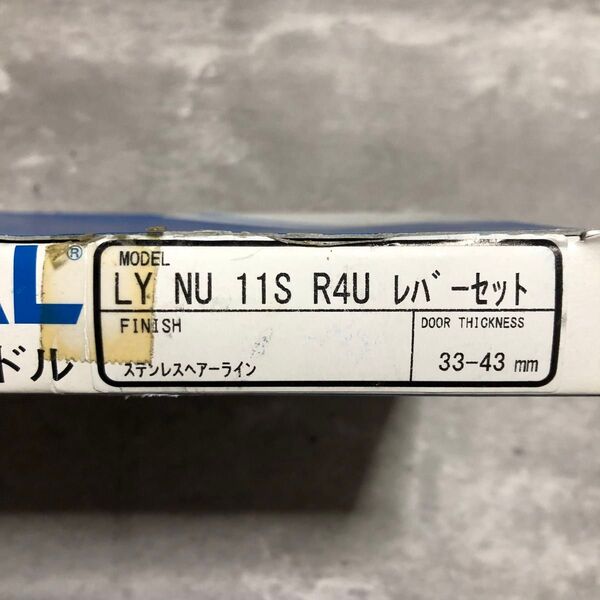 AL®
ドル
MODEL
LY NU 11S R4U レバーセット
FINISH
ステンレスヘアーライン
DOOR THICKNESS
33-43 mm